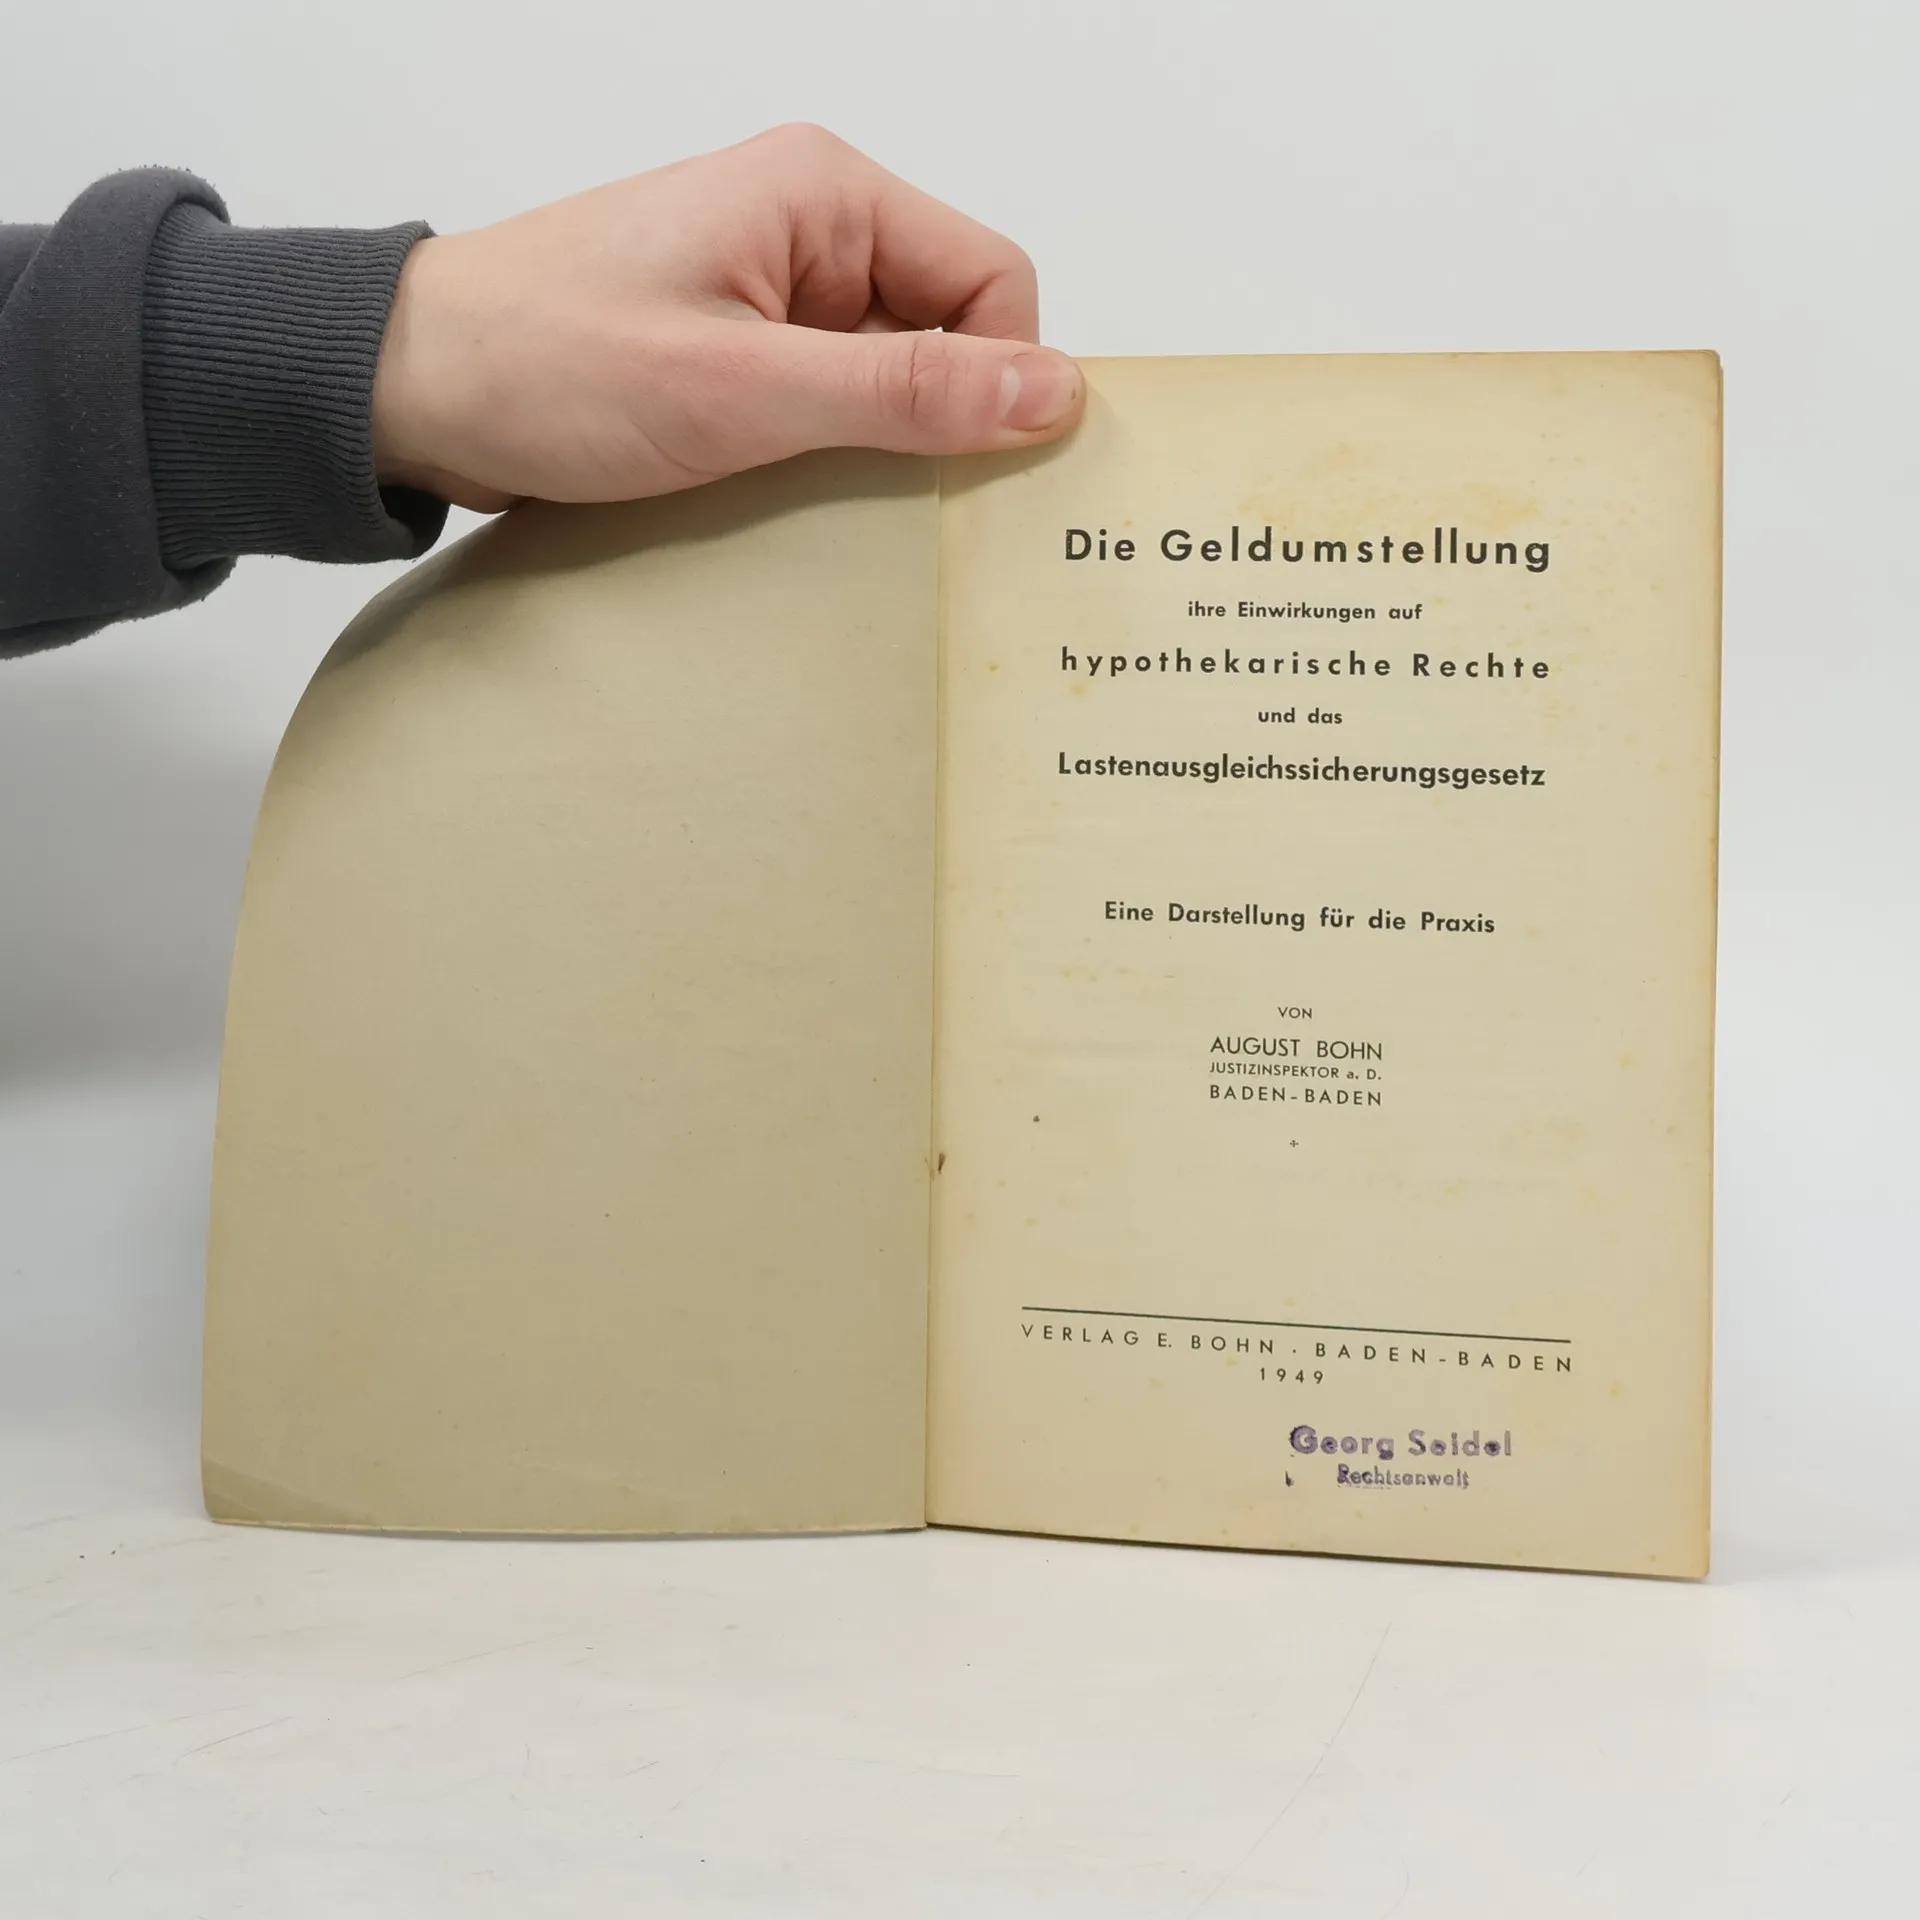 Die Geldumstellung
ihre Einwirkungen auf
hypothekarische Rechte
und das
Lastenausgleichssicherungsgesetz
Eine Darstellung für die Praxis
VON
AUGUST BOHN
JUSTIZINSPEKTOR a. D.
BADEN-BADEN
VERLAG E. BOHN · BADEN-BADEN
1949
Georg Seidel
Rechtsanwalt